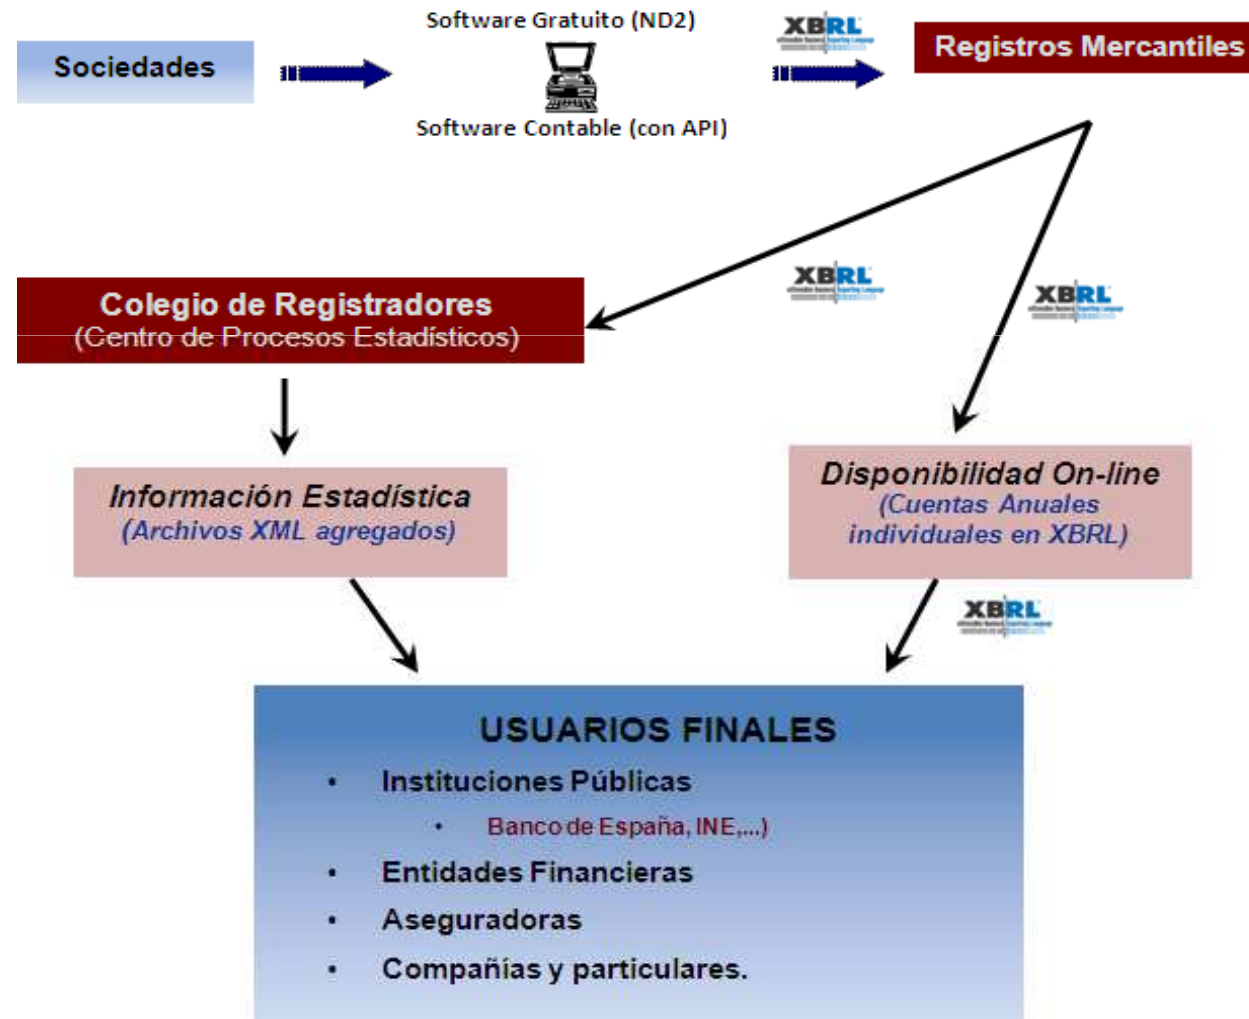 Software Gratuito (ND2)
XBRL
Registros Mercantiles
Sociedades
Software Contable (con API)
XBRL
XBRL
Colegio de Registradores
(Centro de Procesos Estadísticos)
Información Estadística
(Archivos XML agregados)
Disponibilidad On-line
(Cuentas Anuales
individuales en XBRL)
XBRL
USUARIOS FINALES
• Instituciones Públicas
• Banco de España, INE,...)
• Entidades Financieras
• Aseguradoras
• Compañías y particulares.